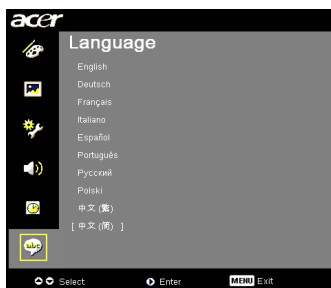 acer
Language
English
Deutsch
Français
Italiano
Español
Português
Русский
Polski
中文 (繁)
[ 中文 (简) ]
abc
Select Enter MENU Exit